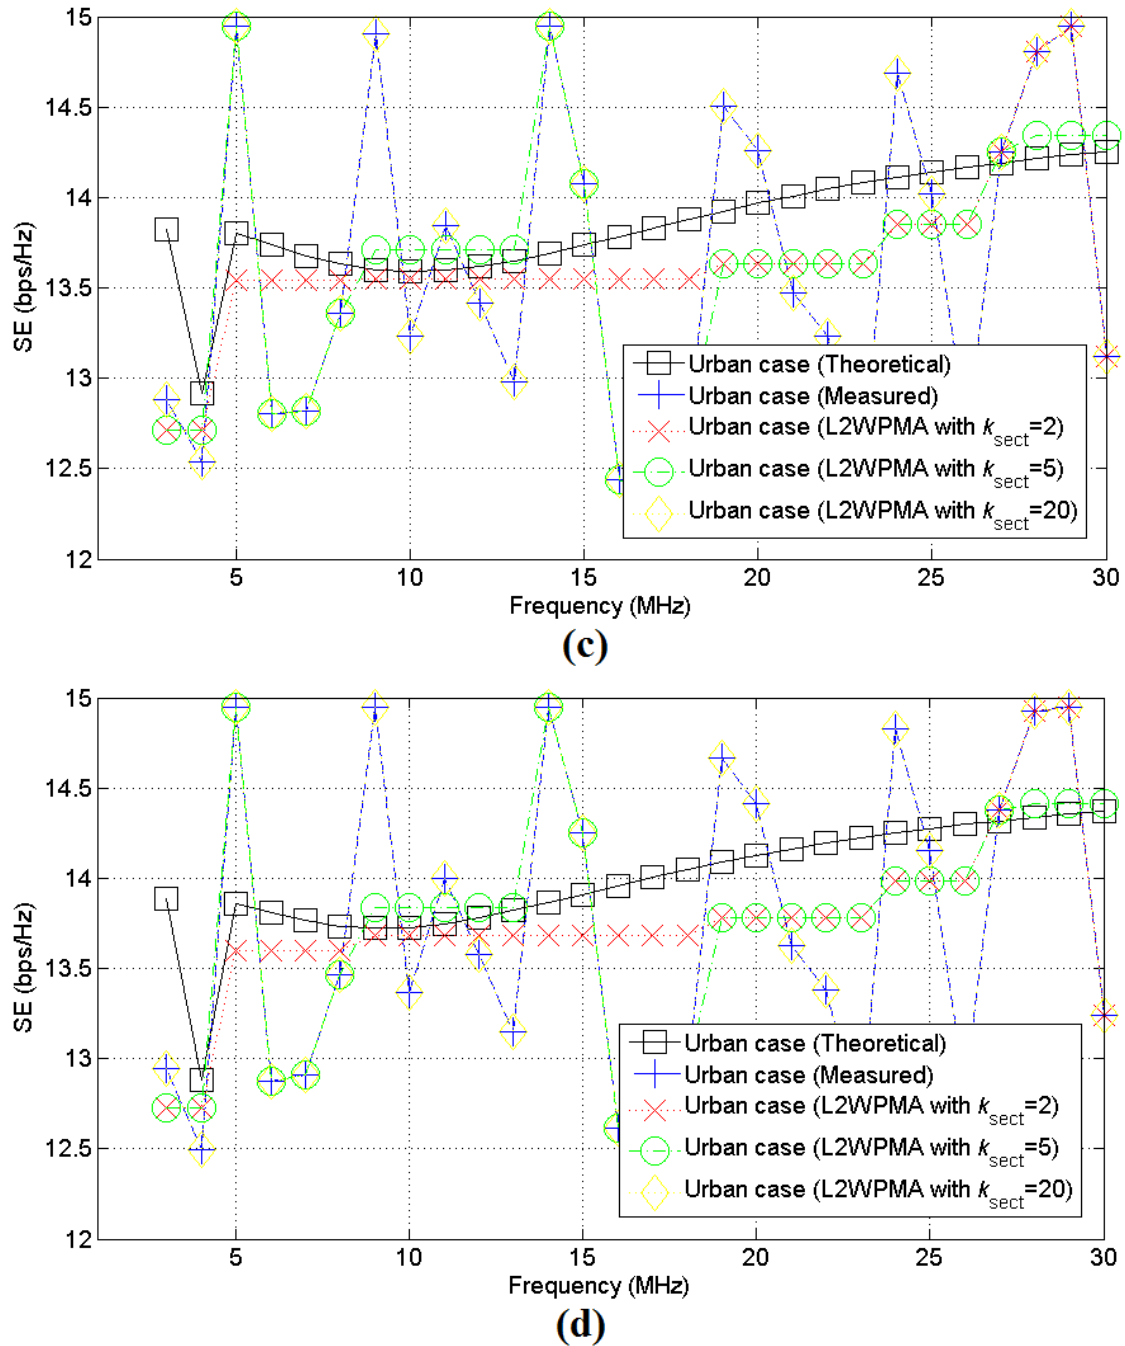 15
14.5
14
13.5
13
12.5
12
SE (bps/Hz)
5 10 15 20 25 30
Frequency (MHz)
Urban case (Theoretical)
Urban case (Measured)
Urban case (L2WPMA with ksect=2)
Urban case (L2WPMA with ksect=5)
Urban case (L2WPMA with ksect=20)
(c)
15
14.5
14
13.5
13
12.5
12
SE (bps/Hz)
5 10 15 20 25 30
Frequency (MHz)
Urban case (Theoretical)
Urban case (Measured)
Urban case (L2WPMA with ksect=2)
Urban case (L2WPMA with ksect=5)
Urban case (L2WPMA with ksect=20)
(d)